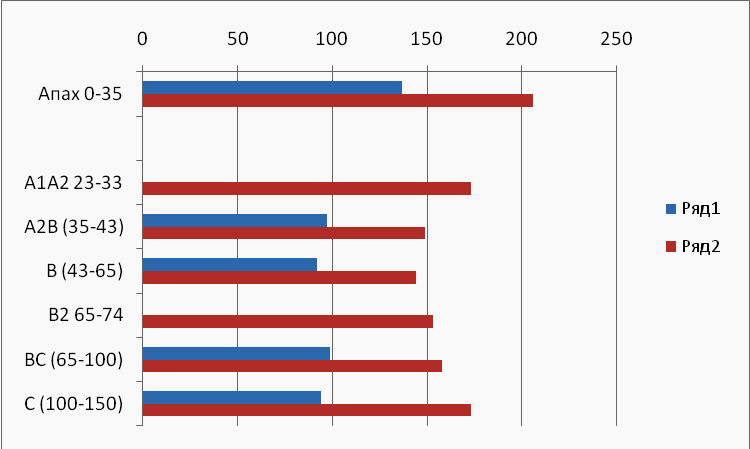 0 50 100 150 200 250
Апах 0-35
А1А2 23-33
А2В (35-43)
В (43-65)
В2 65-74
ВС (65-100)
С (100-150)
Ряд1
Ряд2